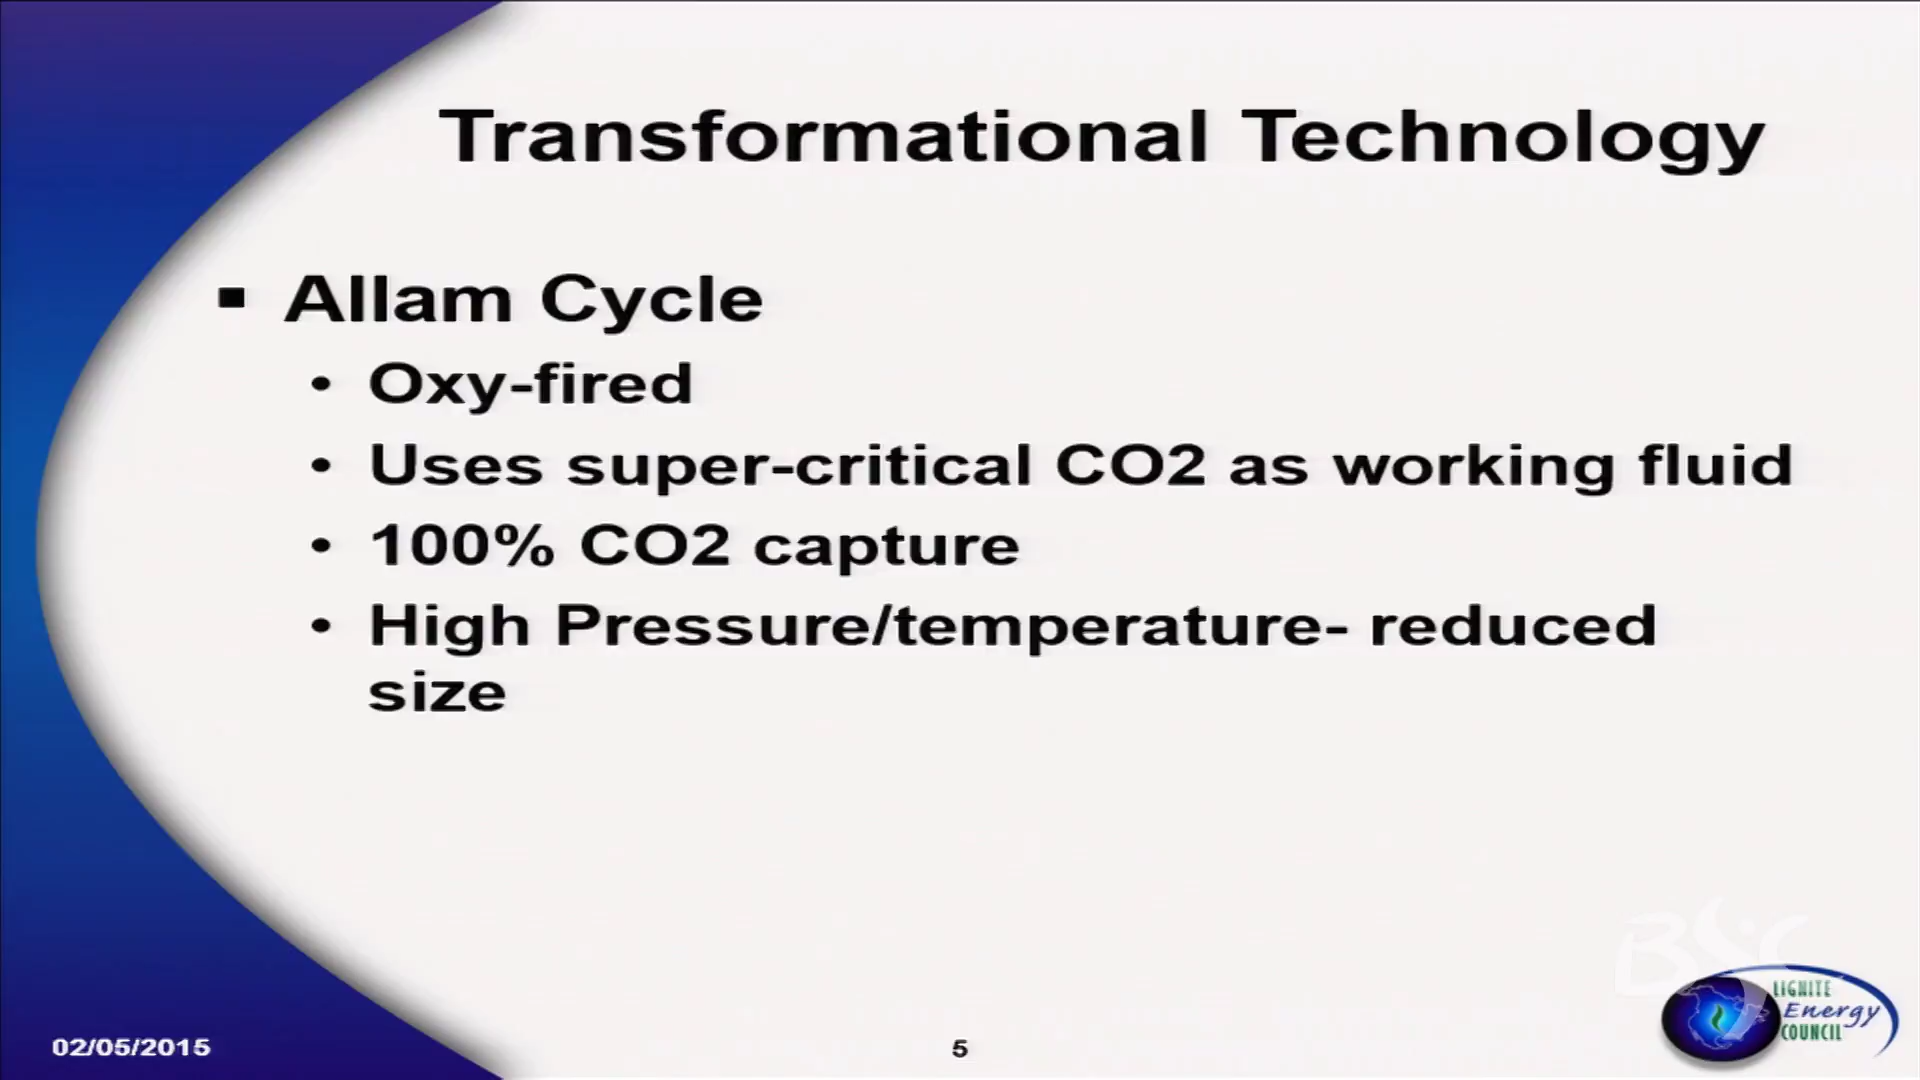 Transformational Technology
▪ Allam Cycle
• Oxy-fired
• Uses super-critical CO2 as working fluid
• 100% CO2 capture
• High Pressure/temperature- reduced
size
BSC
LIGNITE
Energy
COUNCIL
02/05/2015
5